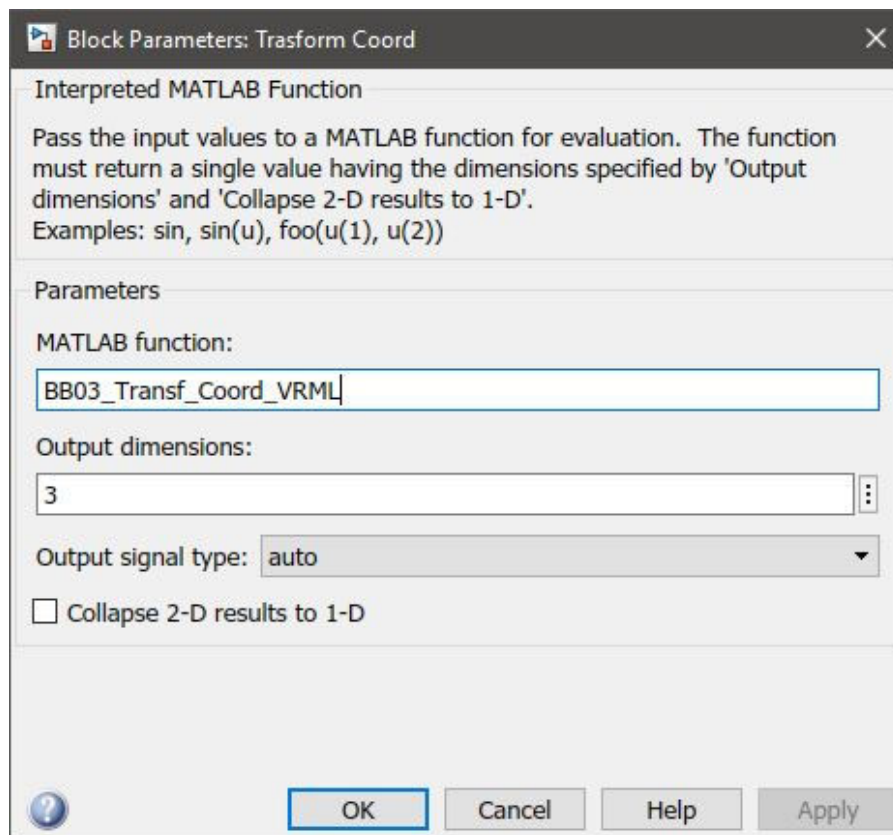 Block Parameters: Trasform Coord
Interpreted MATLAB Function
Pass the input values to a MATLAB function for evaluation. The function
must return a single value having the dimensions specified by 'Output
dimensions' and 'Collapse 2-D results to 1-D'.
Examples: sin, sin(u), foo(u(1), u(2))
Parameters
MATLAB function:
BB03_Transf_Coord_VRML
Output dimensions:
3
Output signal type: auto
Collapse 2-D results to 1-D
? OK Cancel Help Apply